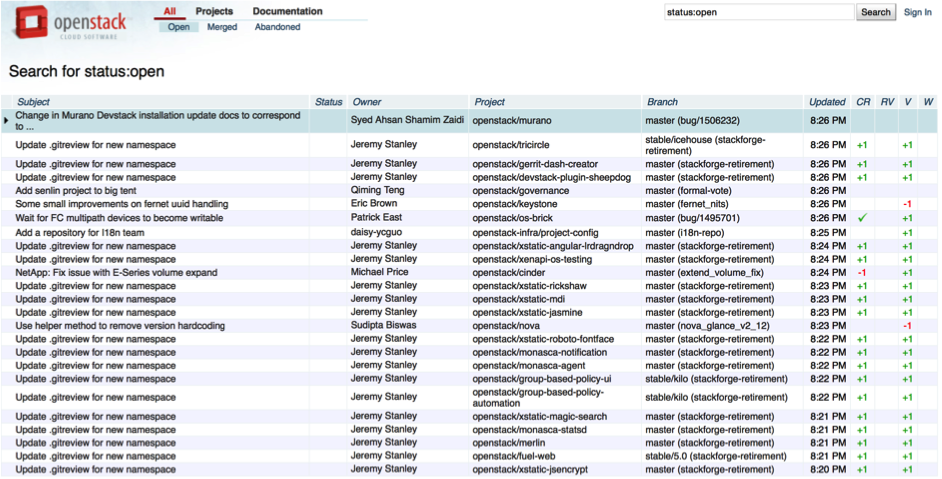 openstack
CLOUD SOFTWARE
All Projects Documentation
Open Merged Abandoned
status:open Search Sign In
Search for status:open
Subject Status Owner Project Branch Updated CR RV V W
Change in Murano Devstack installation update docs to correspond to ... Syed Ahsan Shamim Zaidi openstack/murano master (bug/1506232) 8:26 PM
Update .gitreview for new namespace Jeremy Stanley openstack/tricircle stable/icehouse (stackforge-retirement) 8:26 PM +1 +1
Update .gitreview for new namespace Jeremy Stanley openstack/gerrit-dash-creator master (stackforge-retirement) 8:26 PM +1 +1
Update .gitreview for new namespace Jeremy Stanley openstack/devstack-plugin-sheepdog master (stackforge-retirement) 8:26 PM +1 +1
Add senlin project to big tent Qiming Teng openstack/governance master (formal-vote) 8:26 PM
Some small improvements on fernet uuid handling Eric Brown openstack/keystone master (fernet_nits) 8:26 PM -1
Wait for FC multipath devices to become writable Patrick East openstack/os-brick master (bug/1495701) 8:26 PM ✓ +1
Add a repository for I18n team daisy-ycguo openstack-infra/project-config master (i18n-repo) 8:25 PM +1
Update .gitreview for new namespace Jeremy Stanley openstack/xstatic-angular-lrdragndrop master (stackforge-retirement) 8:24 PM +1 +1
Update .gitreview for new namespace Jeremy Stanley openstack/xenapi-os-testing master (stackforge-retirement) 8:24 PM +1 +1
NetApp: Fix issue with E-Series volume expand Michael Price openstack/cinder master (extend_volume_fix) 8:24 PM -1 +1
Update .gitreview for new namespace Jeremy Stanley openstack/xstatic-rickshaw master (stackforge-retirement) 8:23 PM +1 +1
Update .gitreview for new namespace Jeremy Stanley openstack/xstatic-mdi master (stackforge-retirement) 8:23 PM +1 +1
Update .gitreview for new namespace Jeremy Stanley openstack/xstatic-jasmine master (stackforge-retirement) 8:23 PM +1 +1
Use helper method to remove version hardcoding Sudipta Biswas openstack/nova master (nova_glance_v2_12) 8:23 PM -1
Update .gitreview for new namespace Jeremy Stanley openstack/xstatic-roboto-fontface master (stackforge-retirement) 8:22 PM +1 +1
Update .gitreview for new namespace Jeremy Stanley openstack/monasca-notification master (stackforge-retirement) 8:22 PM +1 +1
Update .gitreview for new namespace Jeremy Stanley openstack/monasca-agent master (stackforge-retirement) 8:22 PM +1 +1
Update .gitreview for new namespace Jeremy Stanley openstack/group-based-policy-ui stable/kilo (stackforge-retirement) 8:22 PM +1 +1
Update .gitreview for new namespace Jeremy Stanley openstack/group-based-policy-automation stable/kilo (stackforge-retirement) 8:22 PM +1 +1
Update .gitreview for new namespace Jeremy Stanley openstack/xstatic-magic-search master (stackforge-retirement) 8:21 PM +1 +1
Update .gitreview for new namespace Jeremy Stanley openstack/monasca-statsd master (stackforge-retirement) 8:21 PM +1 +1
Update .gitreview for new namespace Jeremy Stanley openstack/merlin master (stackforge-retirement) 8:21 PM +1 +1
Update .gitreview for new namespace Jeremy Stanley openstack/fuel-web stable/5.0 (stackforge-retirement) 8:21 PM +1 +1
Update .gitreview for new namespace Jeremy Stanley openstack/xstatic-jsencrypt master (stackforge-retirement) 8:20 PM +1 +1